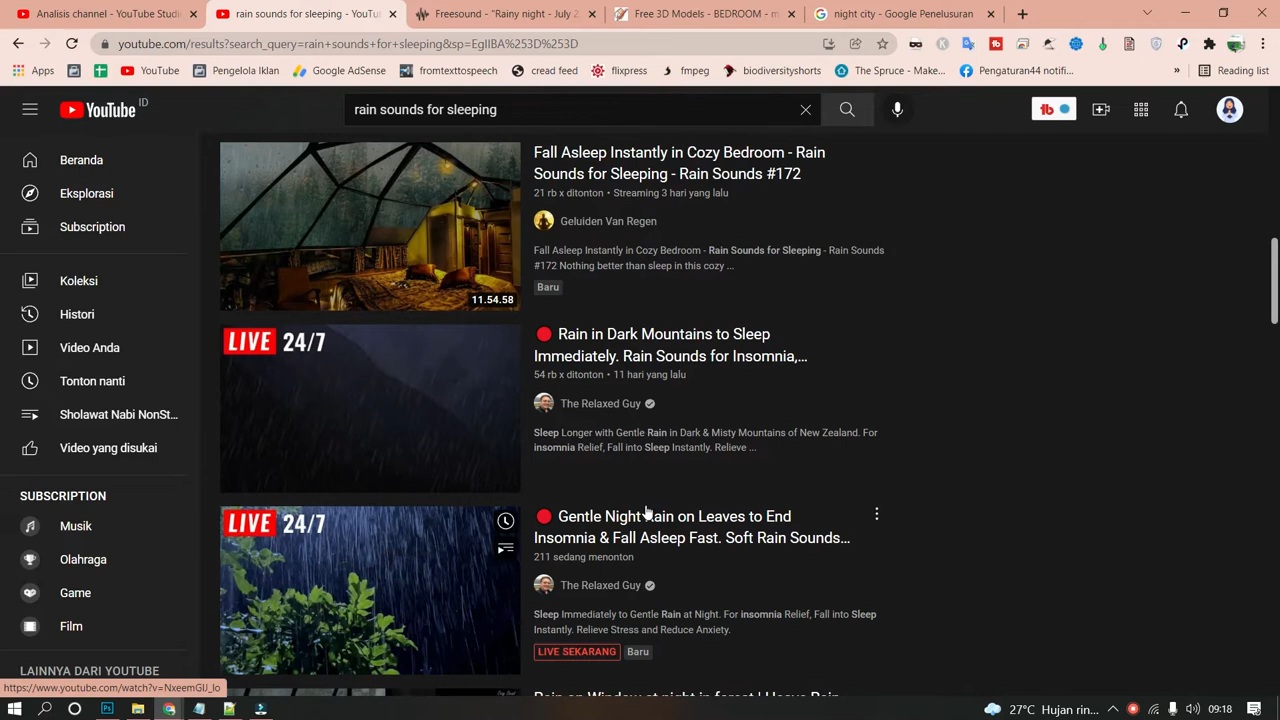 Analisis channel - YouTube Studi
rain sounds for sleeping - YouTu
Freesound - "Rainy night - July 2
Free 3D Models - BEDROOM - m
night city - Google Penelusuran
youtube.com/results?search_query=rain+sounds+for+sleeping&sp=EgIIBA%253D%253D
Apps
YouTube
Pengelola Iklan
Google AdSense
fromtextospeech
cread feed
flixpress
fmpeg
biodiversityshorts
The Spruce - Make...
Pengaturan44 notifi...
»
Reading list
YouTube
ID
rain sounds for sleeping
Beranda
Eksplorasi
Subscription
Koleksi
Histori
Video Anda
Tonton nanti
Sholawat Nabi NonSt...
Video yang disukai
SUBSCRIPTION
Musik
Olahraga
Game
Film
LAINNYA DARI YOUTUBE
11.54.58
Fall Asleep Instantly in Cozy Bedroom - Rain
Sounds for Sleeping - Rain Sounds #172
21 rb x ditonton • Streaming 3 hari yang lalu
Geluiden Van Regen
Fall Asleep Instantly in Cozy Bedroom - Rain Sounds for Sleeping - Rain Sounds
#172 Nothing better than sleep in this cozy ...
Baru
LIVE 24/7
Rain in Dark Mountains to Sleep
Immediately. Rain Sounds for Insomnia,...
54 rb x ditonton • 11 hari yang lalu
The Relaxed Guy
Sleep Longer with Gentle Rain in Dark & Misty Mountains of New Zealand. For
insomnia Relief, Fall into Sleep Instantly. Relieve ...
LIVE 24/7
Gentle Night Rain on Leaves to End
Insomnia & Fall Asleep Fast. Soft Rain Sounds...
211 sedang menonton
The Relaxed Guy
Sleep Immediately to Gentle Rain at Night. For insomnia Relief, Fall into Sleep
Instantly. Relieve Stress and Reduce Anxiety.
LIVE SEKARANG
Baru
Rain on Window at night in forest | Heavy Rain
https://www.youtube.com/watch?v=NxeemGIJ_lo
27°C Hujan rin...
09:18